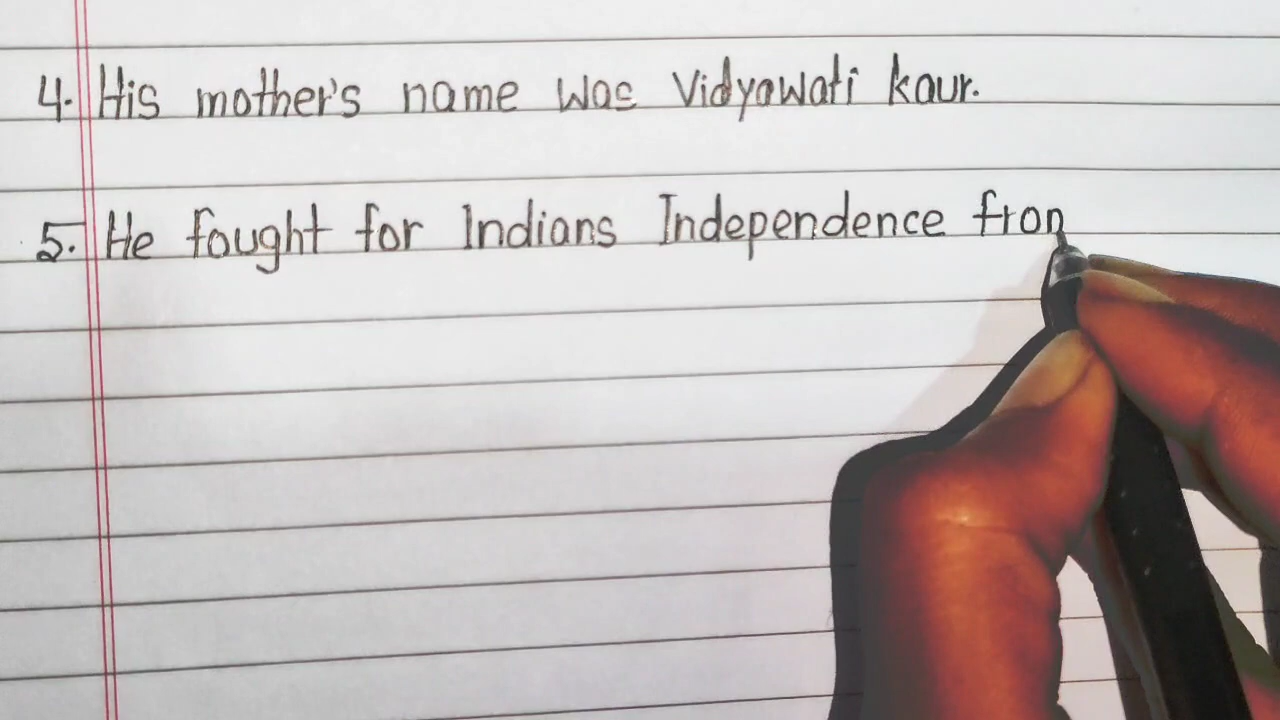 4. His mother's name was Vidyawati kaur.
5. He fought for Indians Independence fron